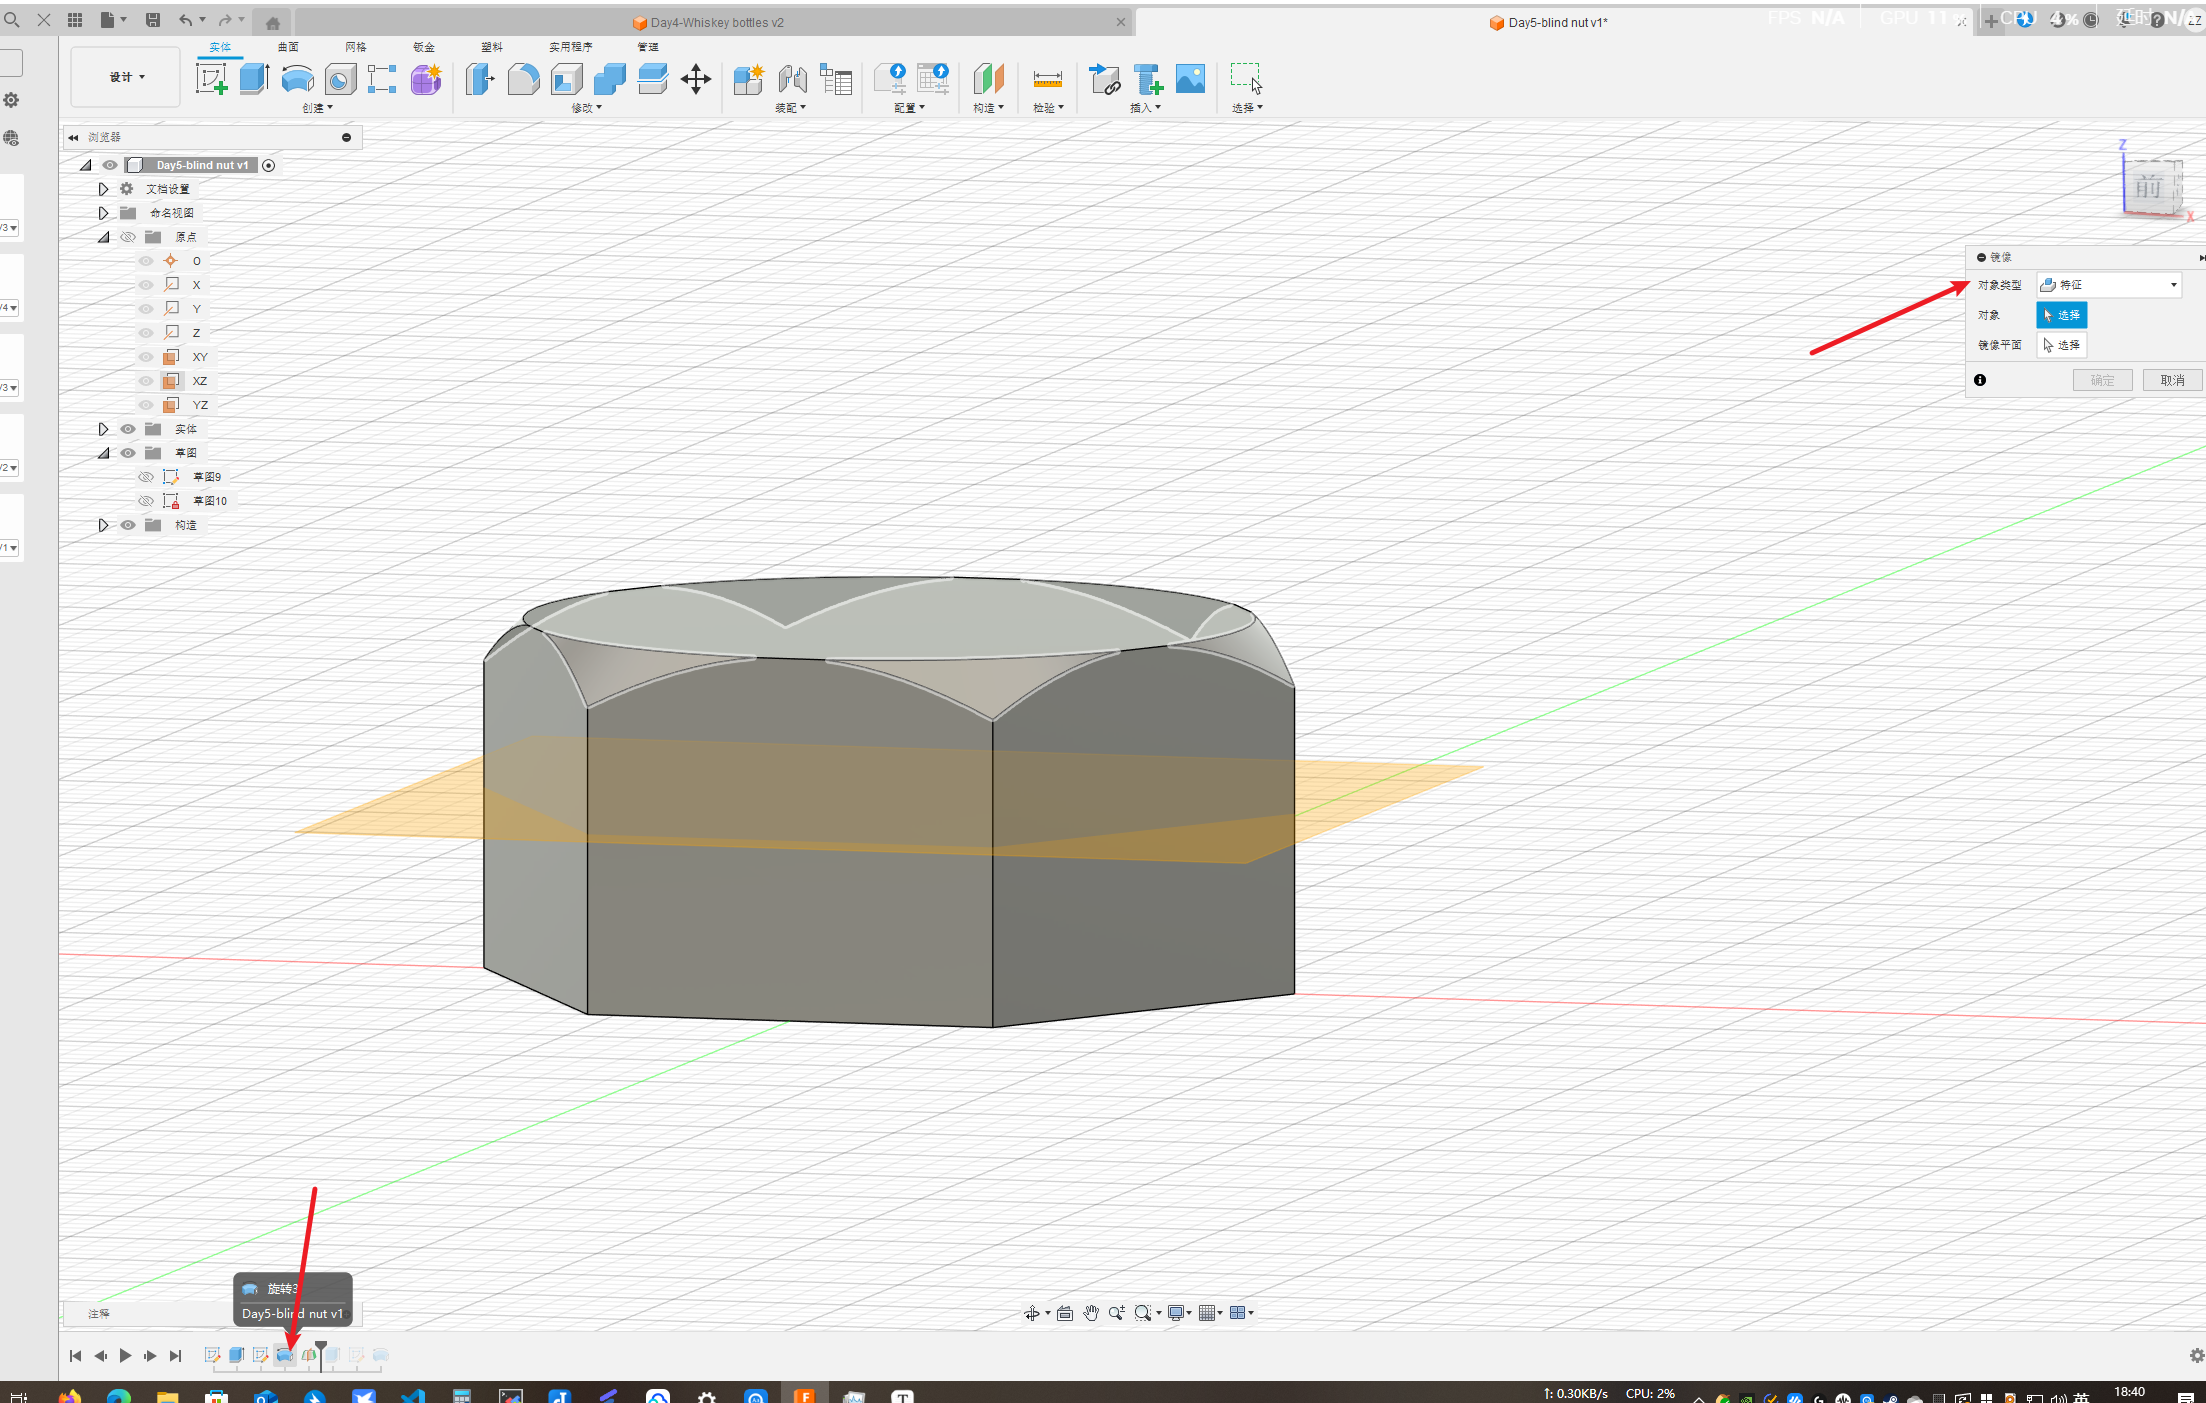 Day4-Whiskey bottles v2
Day5-blind nut v1*
FPS N/A
GPU 11 %
CPU 4 %
延时 N/A
实体
曲面
网格
钣金
塑料
实用程序
管理
设计
创建
修改
装配
配置
构造
检验
插入
选择
浏览器
Day5-blind nut v1
文档设置
命名视图
原点
O
X
Y
Z
XY
XZ
YZ
实体
草图
草图9
草图10
构造
Z
前
X
镜像
对象类型
特征
对象
选择
镜像平面
选择
确定
取消
旋转3
Day5-blind nut v1
注释
↑: 0.30KB/s
CPU: 2%
英
18:40